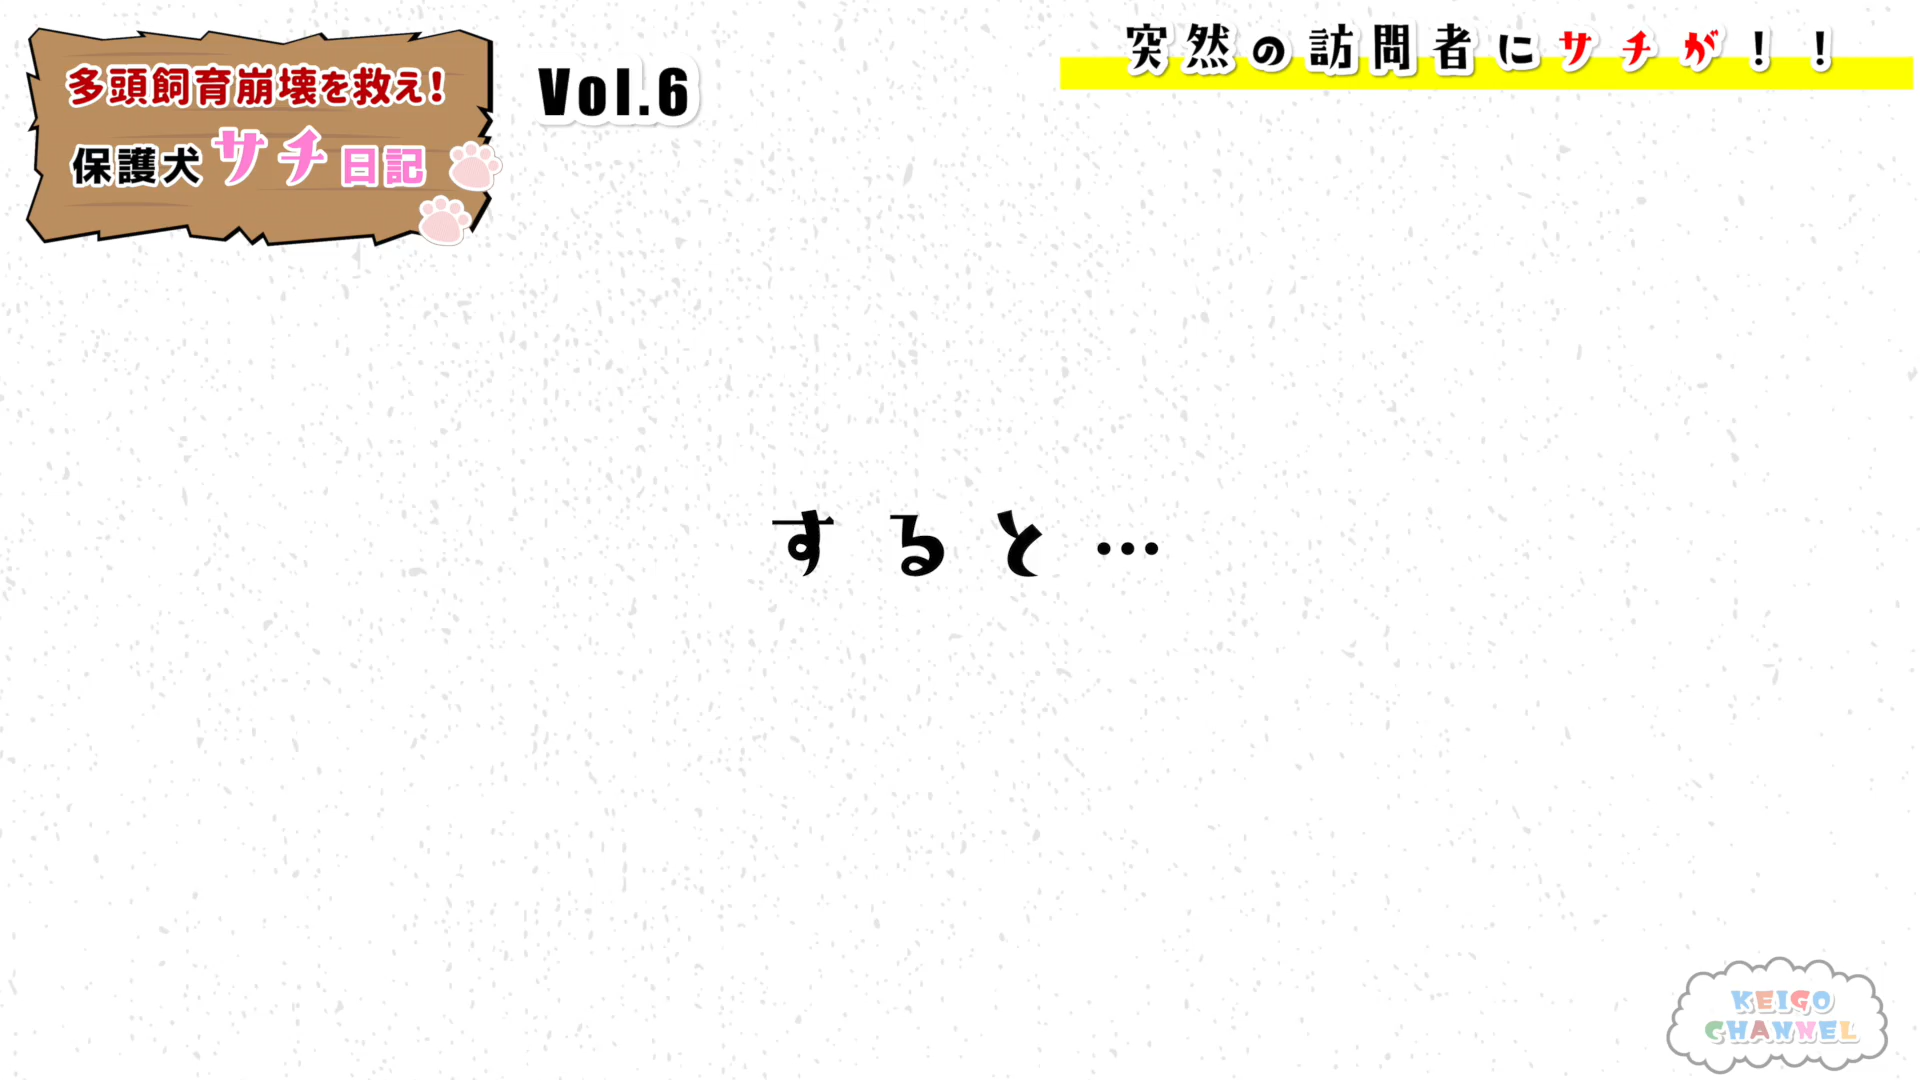 多頭飼育崩壊を救え!
保護犬サチ日記
Vol.6
突然の訪問者にサチが！！
すると…
KEIGO
CHANNEL